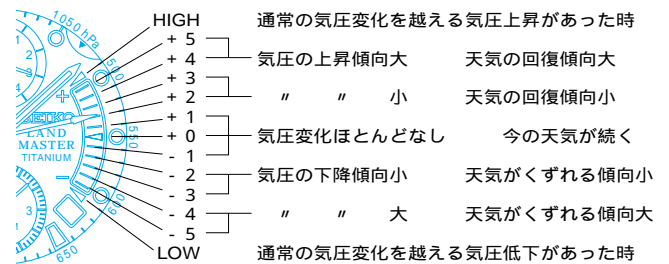 HIGH 通常の気圧変化を越える気圧上昇があった時
+ 5
+ 4 気圧の上昇傾向大 天気の回復傾向大
+ 3
+ 2 〃 〃 小 天気の回復傾向小
+ 1
+ 0 気圧変化ほとんどなし 今の天気が続く
- 1
- 2 気圧の下降傾向小 天気がくずれる傾向小
- 3
- 4 〃 〃 大 天気がくずれる傾向大
- 5
LOW 通常の気圧変化を越える気圧低下があった時
1050 hPa
500
550
600
650
SEIKO
LAND
MASTER
TITANIUM